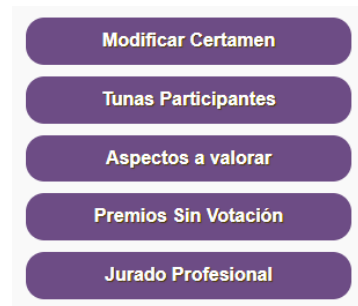 Modificar Certamen
Tunas Participantes
Aspectos a valorar
Premios Sin Votación
Jurado Profesional